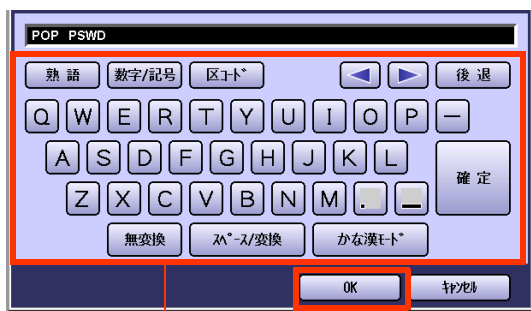 POP PSWD
熟語 数字/記号 区ｺｰﾄﾞ 後退
Q W E R T Y U I O P ー
A S D F G H J K L
確定
Z X C V B N M . _
無変換 ｽﾍﾟｰｽ/変換 かな漢ﾓｰﾄﾞ
OK ｷｬﾝｾﾙ